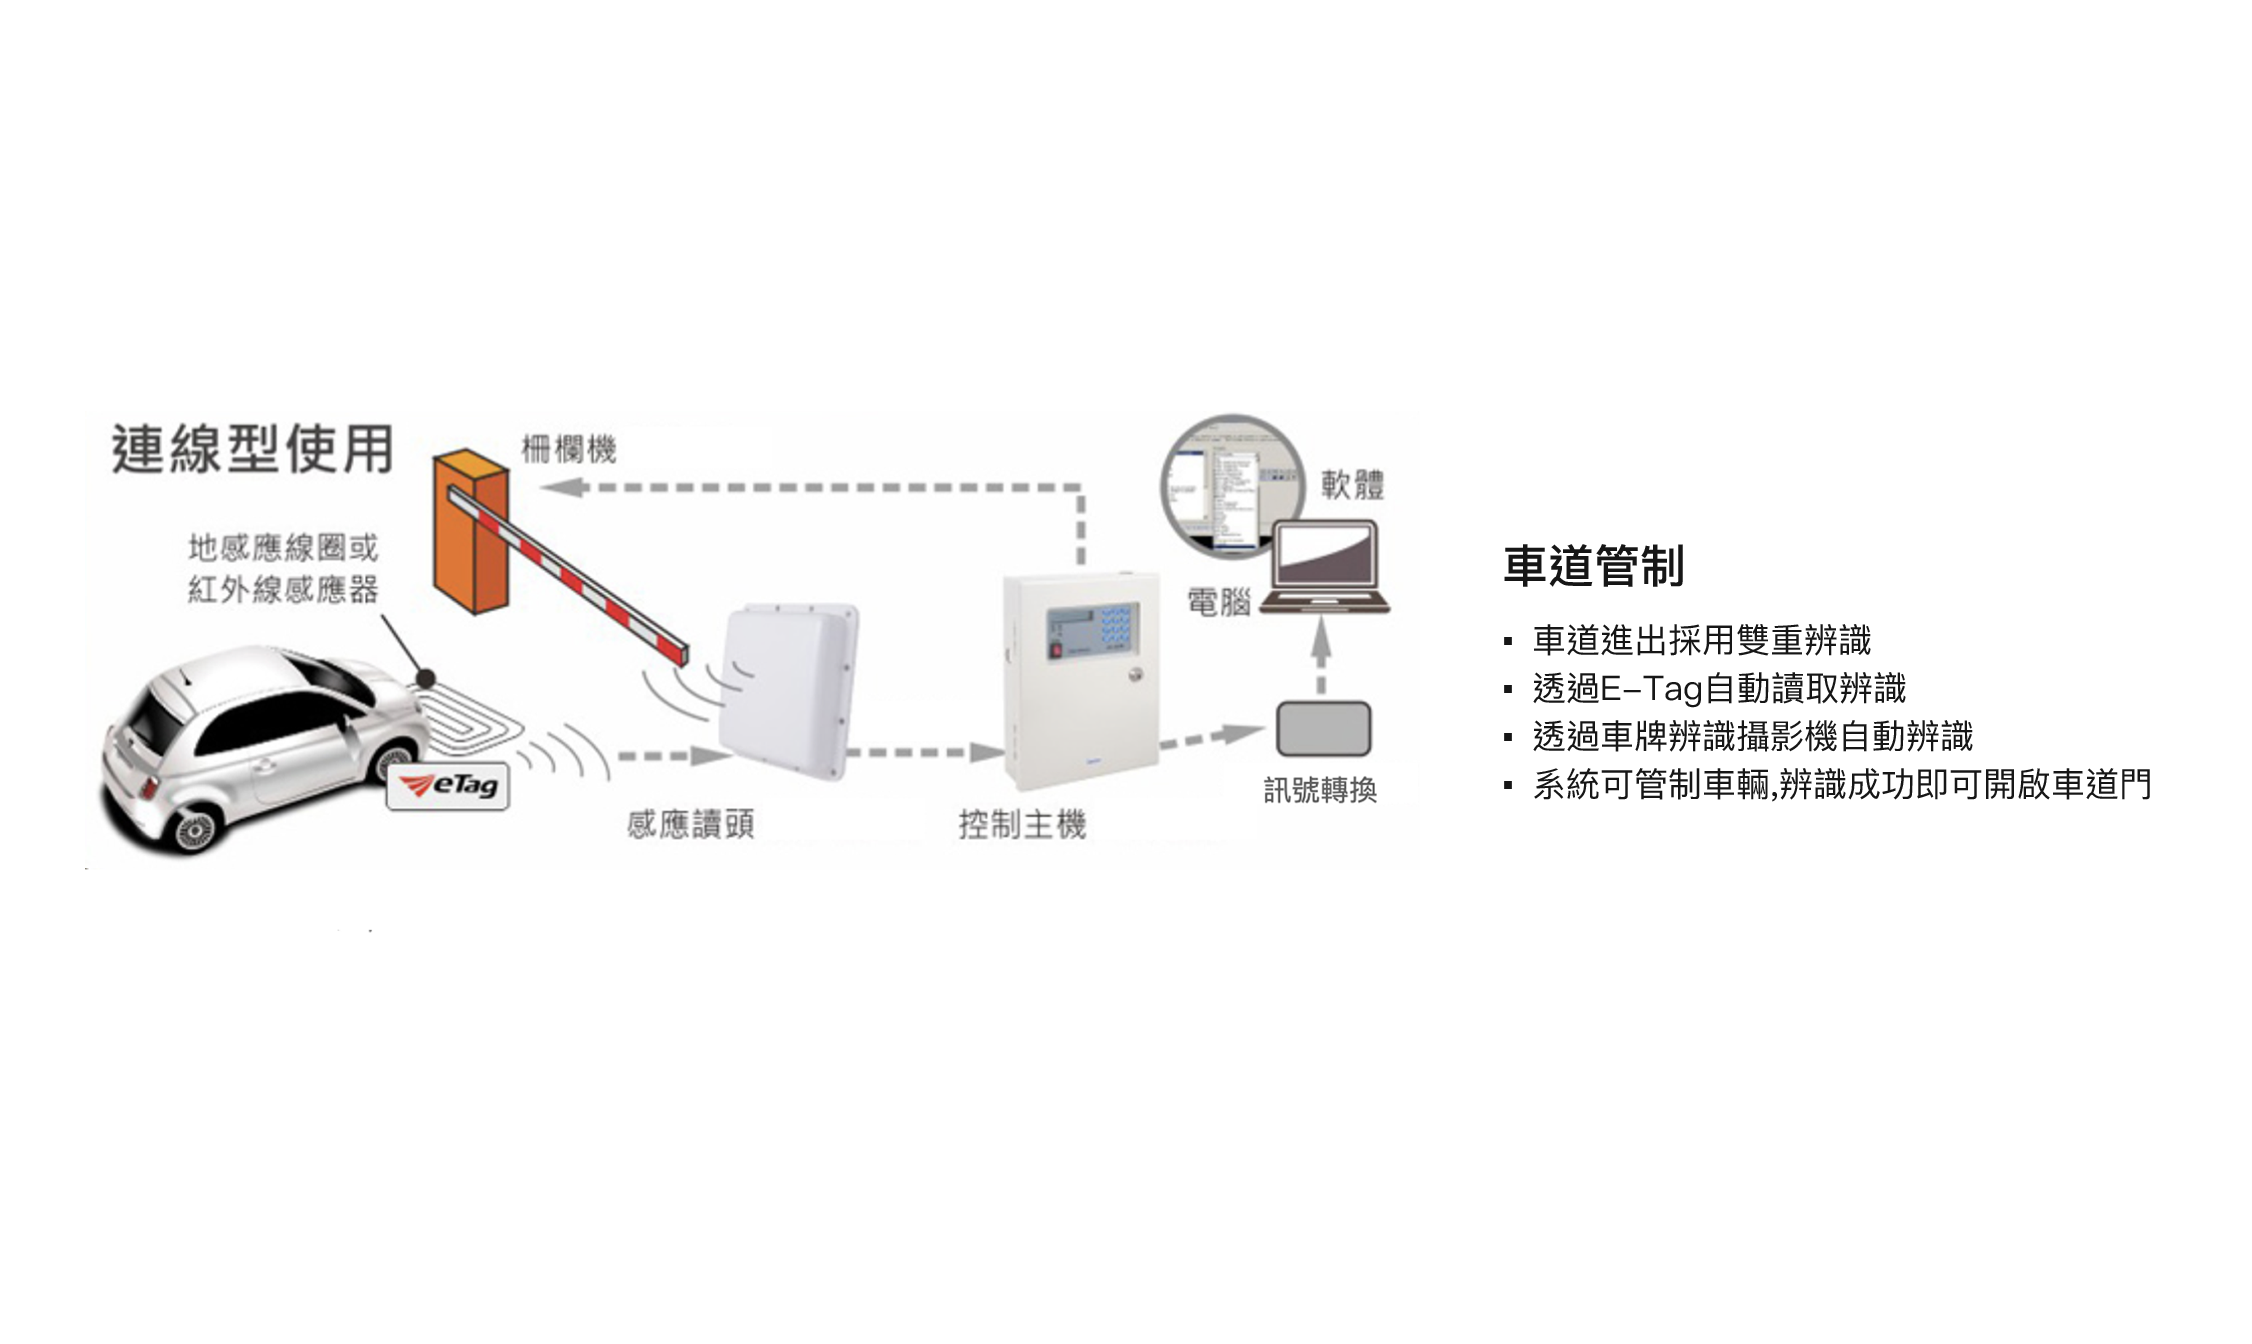 連線型使用
柵欄機
地感應線圈或
紅外線感應器
eTag
感應讀頭
控制主機
軟體
電腦
訊號轉換
車道管制
▪ 車道進出採用雙重辨識
▪ 透過E-Tag自動讀取辨識
▪ 透過車牌辨識攝影機自動辨識
▪ 系統可管制車輛,辨識成功即可開啟車道門